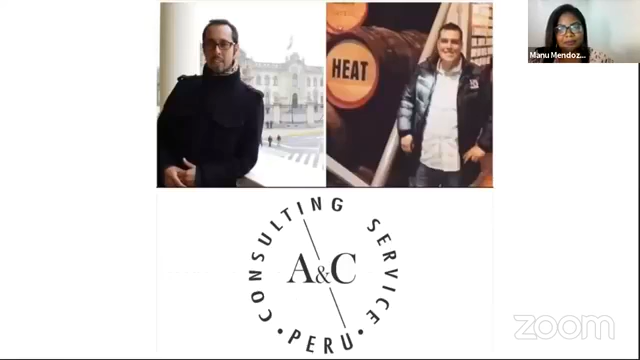 HEAT
Manu Mendoz...
CONSULTING SERVICE
A&C
• PERU •
zoom